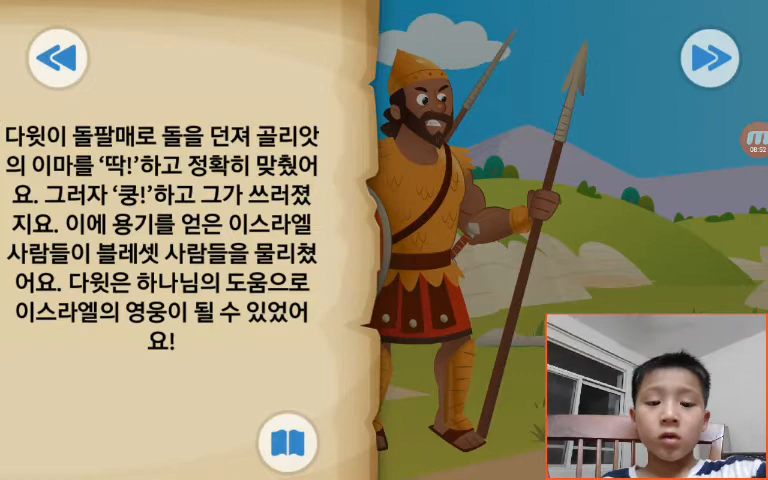 다윗이 돌팔매로 돌을 던져 골리앗
의 이마를 ‘딱!’하고 정확히 맞췄어
요. 그러자 ‘쿵!’하고 그가 쓰러졌
지요. 이에 용기를 얻은 이스라엘
사람들이 블레셋 사람들을 물리쳤
어요. 다윗은 하나님의 도움으로
이스라엘의 영웅이 될 수 있었어
요!
08:52